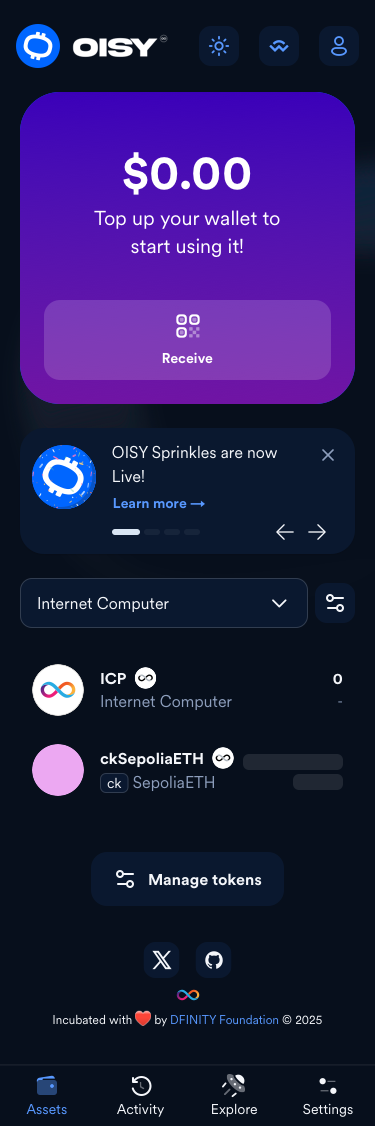 OISY
$0.00
Top up your wallet to
start using it!
Receive
OISY Sprinkles are now
Live!
Learn more →
Internet Computer
ICP
0
Internet Computer
-
ckSepoliaETH
ck SepoliaETH
Manage tokens
Incubated with ❤️ by DFINITY Foundation © 2025
Assets
Activity
Explore
Settings